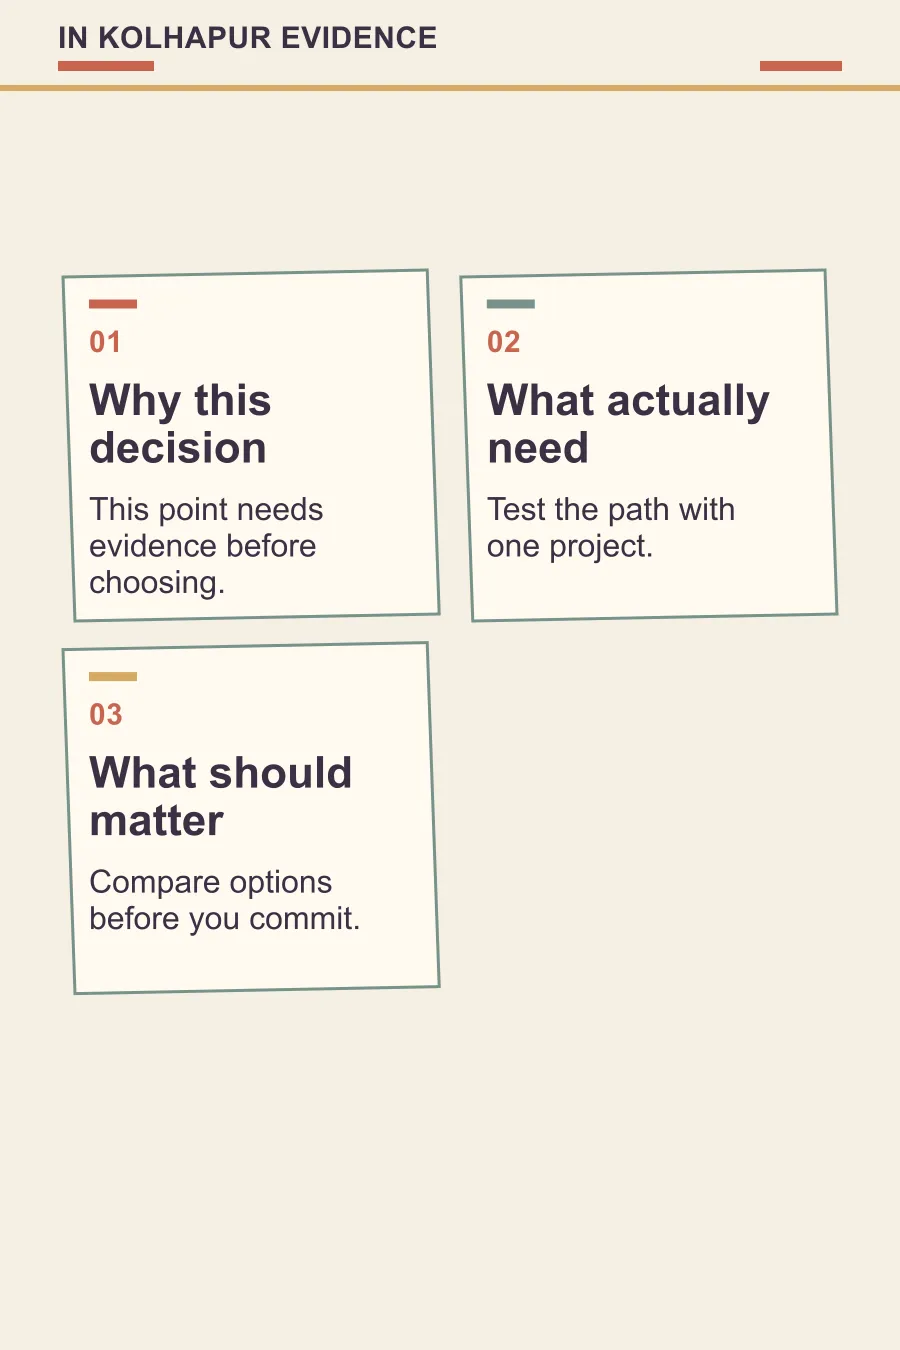 IN KOLHAPUR EVIDENCE
01
Why this
decision
This point needs
evidence before
choosing.
02
What actually
need
Test the path with
one project.
03
What should
matter
Compare options
before you commit.